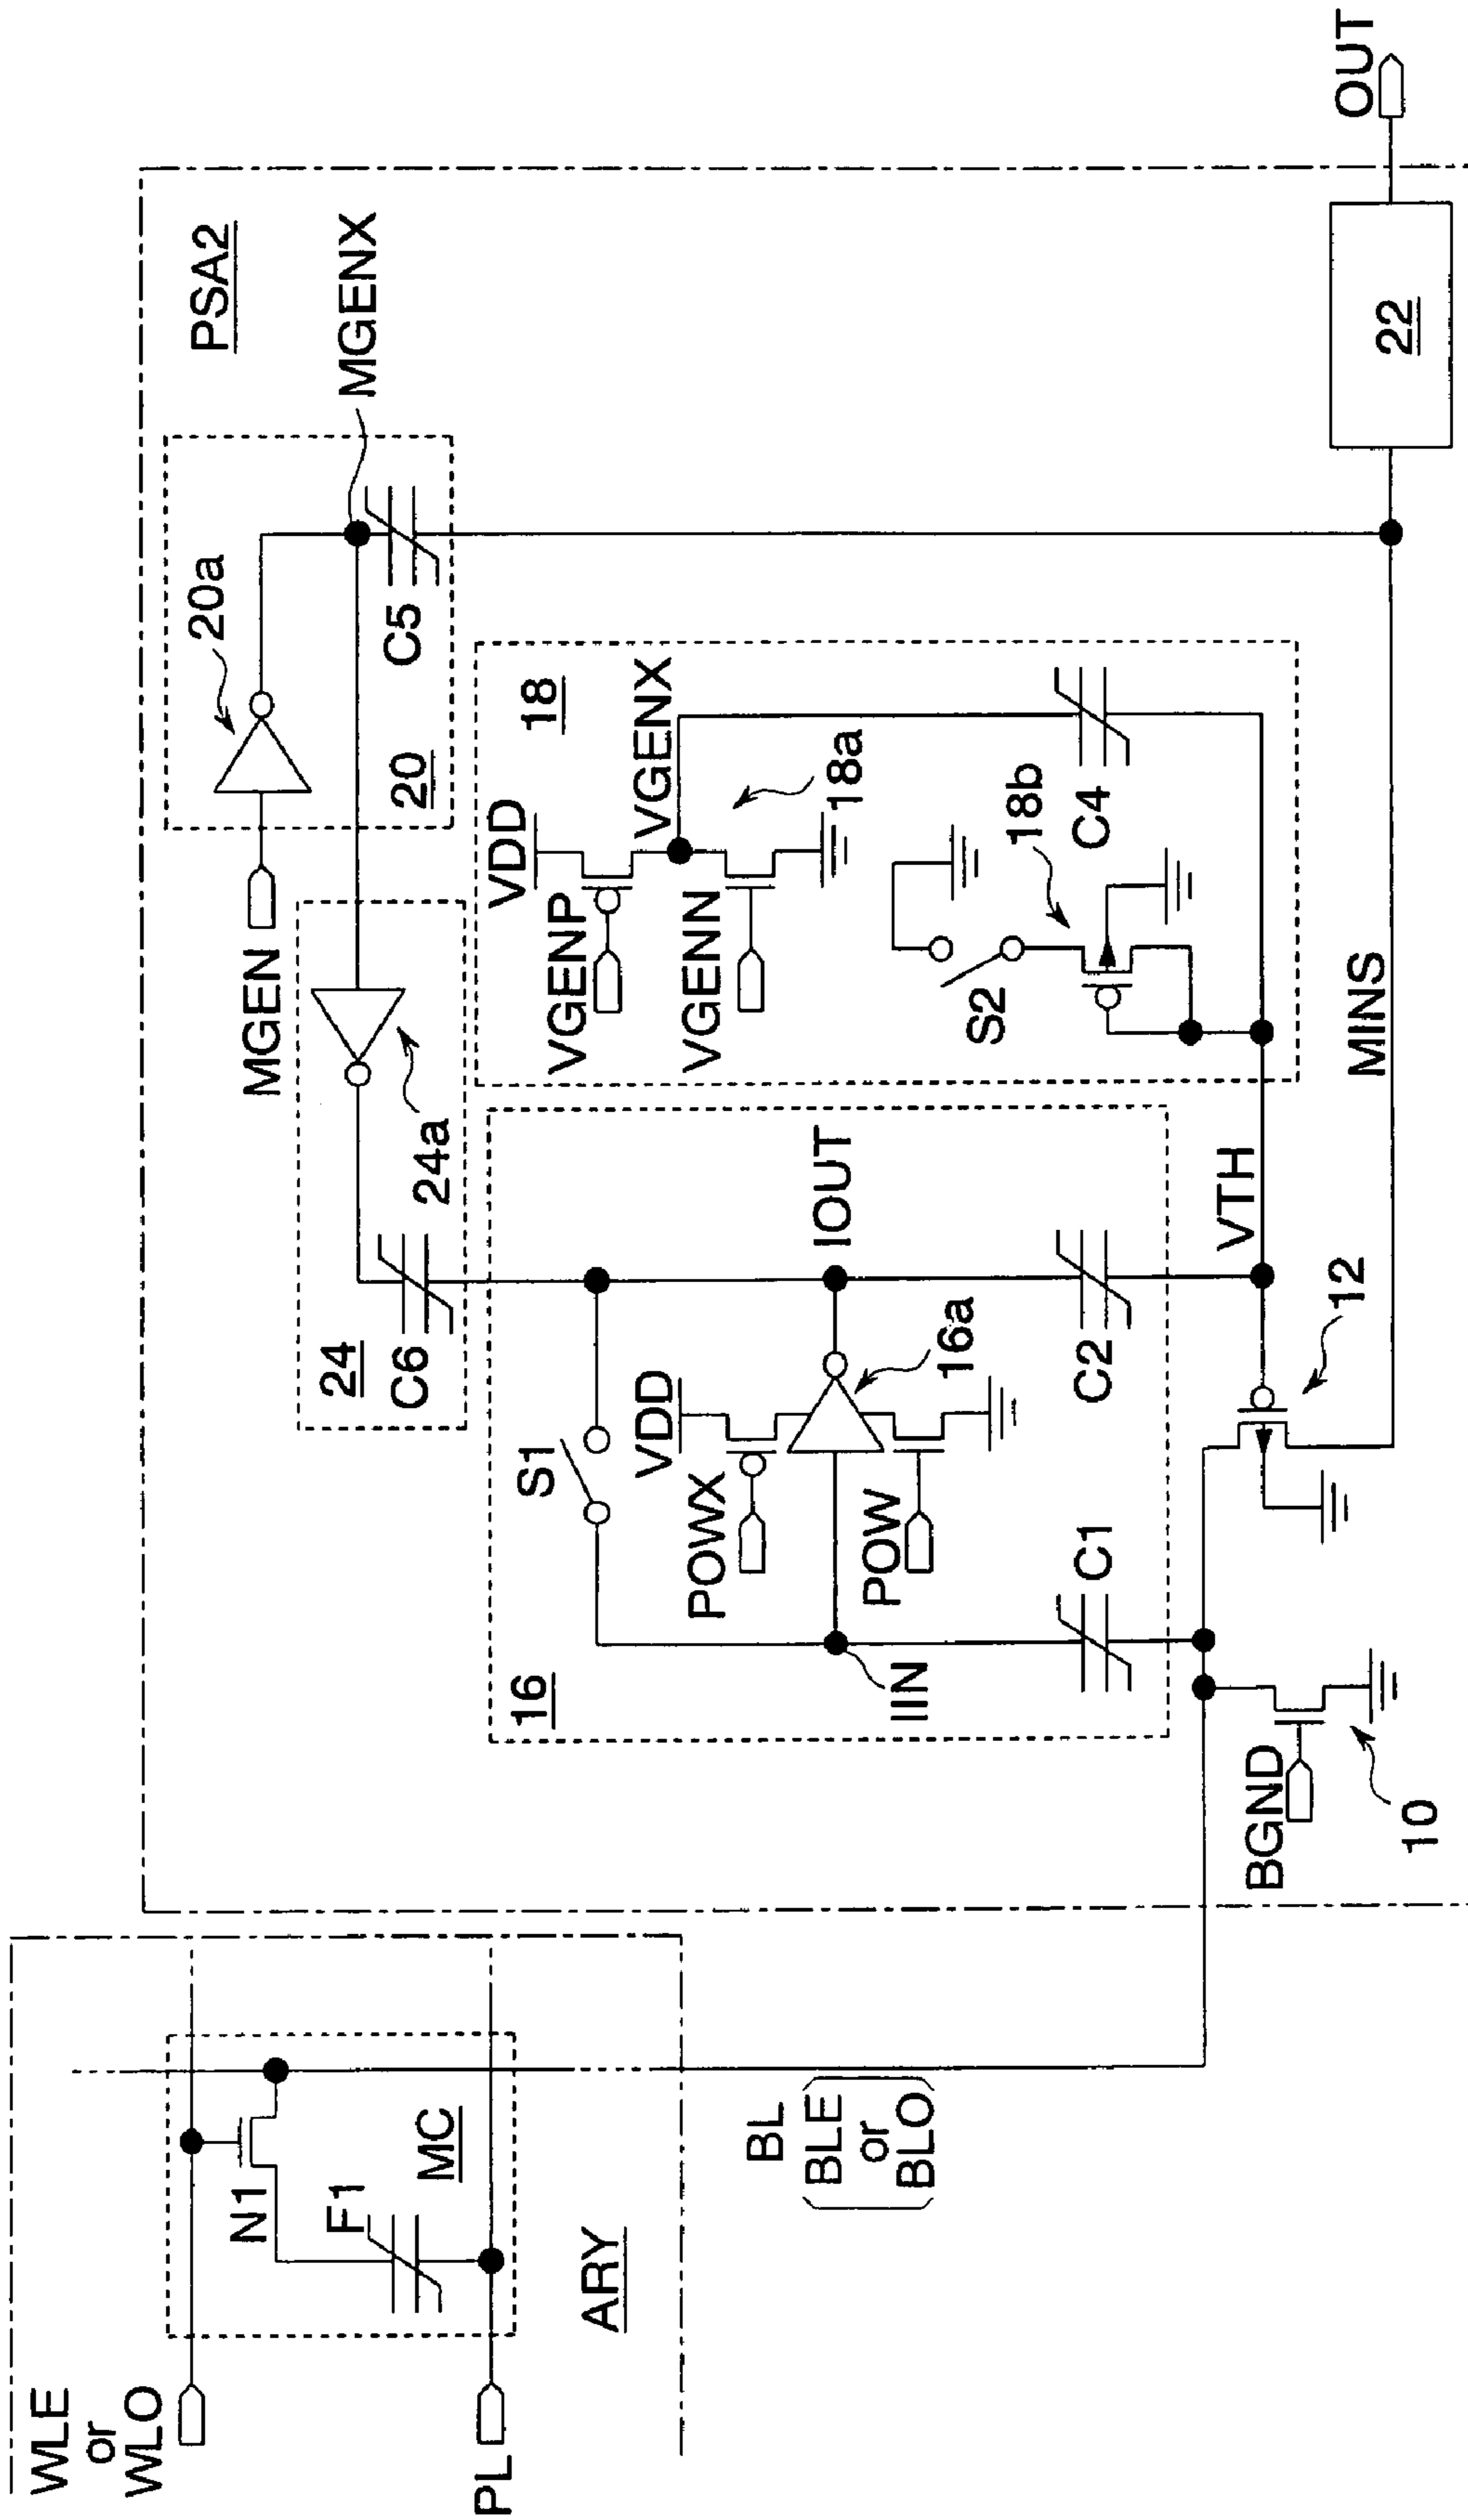 WLE
or
WLO
PL
N1
F1
MC
ARY
BL
BLE
or
BLO
PSA2
MGEN
20a
20
MGENX
C5
24
24a
C6
16
S1
VDD
POWX
POW
16a
IOUT
IIN
C1
C2
18
VDD
VGENP
VGENN
VGENX
18a
S2
18b
C4
VTH
MINS
12
BGND
10
22
OUT